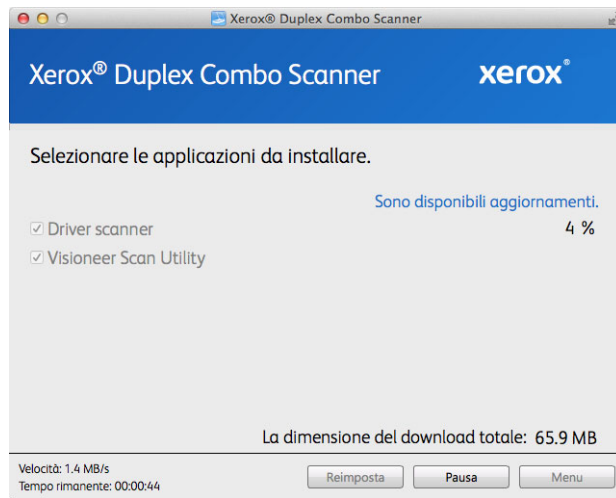 Xerox® Duplex Combo Scanner
Xerox® Duplex Combo Scanner
xerox®
Selezionare le applicazioni da installare.
Sono disponibili aggiornamenti.
Driver scanner 4 %
Visioneer Scan Utility
La dimensione del download totale: 65.9 MB
Velocità: 1.4 MB/s
Tempo rimanente: 00:00:44
Reimposta Pausa Menu